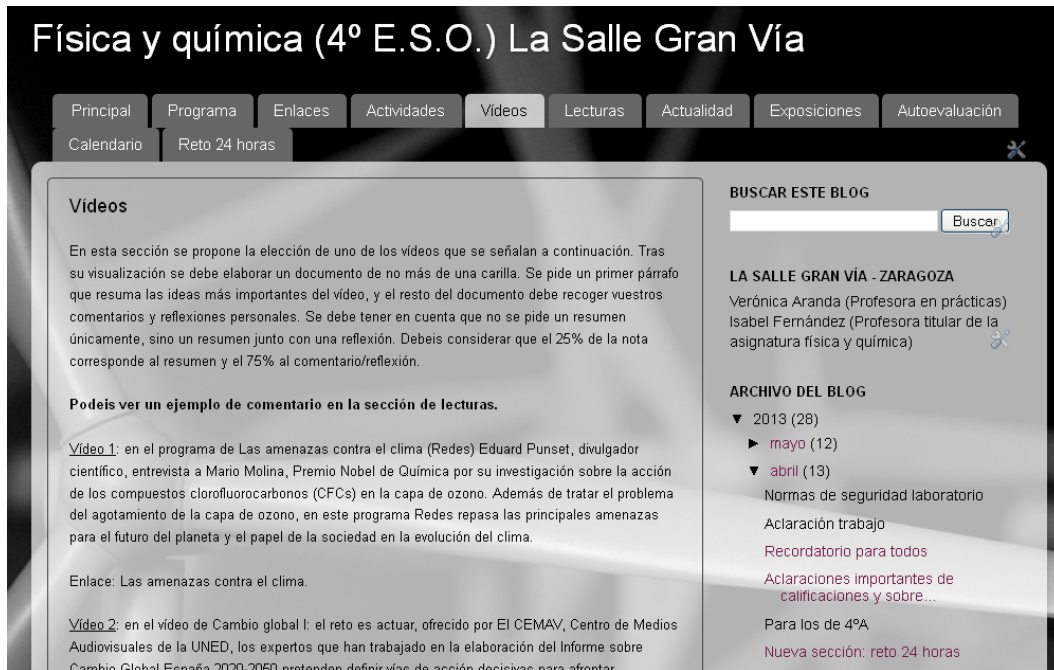 Física y química (4º E.S.O.) La Salle Gran Vía
Principal Programa Enlaces Actividades Vídeos Lecturas Actualidad Exposiciones Autoevaluación
Calendario Reto 24 horas
Vídeos
En esta sección se propone la elección de uno de los vídeos que se señalan a continuación. Tras
su visualización se debe elaborar un documento de no más de una carilla. Se pide un primer párrafo
que resuma las ideas más importantes del vídeo, y el resto del documento debe recoger vuestros
comentarios y reflexiones personales. Se debe tener en cuenta que no se pide un resumen
únicamente, sino un resumen junto con una reflexión. Debeis considerar que el 25% de la nota
corresponde al resumen y el 75% al comentario/reflexión.
Podeis ver un ejemplo de comentario en la sección de lecturas.
Vídeo 1: en el programa de Las amenazas contra el clima (Redes) Eduard Punset, divulgador
científico, entrevista a Mario Molina, Premio Nobel de Química por su investigación sobre la acción
de los compuestos clorofluorocarbonos (CFCs) en la capa de ozono. Además de tratar el problema
del agotamiento de la capa de ozono, en este programa Redes repasa las principales amenazas
para el futuro del planeta y el papel de la sociedad en la evolución del clima.
Enlace: Las amenazas contra el clima.
Vídeo 2: en el vídeo de Cambio global I: el reto es actuar, ofrecido por El CEMAV, Centro de Medios
Audiovisuales de la UNED, los expertos que han trabajado en la elaboración del Informe sobre
Cambio Global España 2020-2050 pretenden definir vías de acción decisivas para afrontar
BUSCAR ESTE BLOG
Buscar
LA SALLE GRAN VÍA - ZARAGOZA
Verónica Aranda (Profesora en prácticas)
Isabel Fernández (Profesora titular de la
asignatura física y química)
ARCHIVO DEL BLOG
▼ 2013 (28)
► mayo (12)
▼ abril (13)
Normas de seguridad laboratorio
Aclaración trabajo
Recordatorio para todos
Aclaraciones importantes de
calificaciones y sobre...
Para los de 4ºA
Nueva sección: reto 24 horas